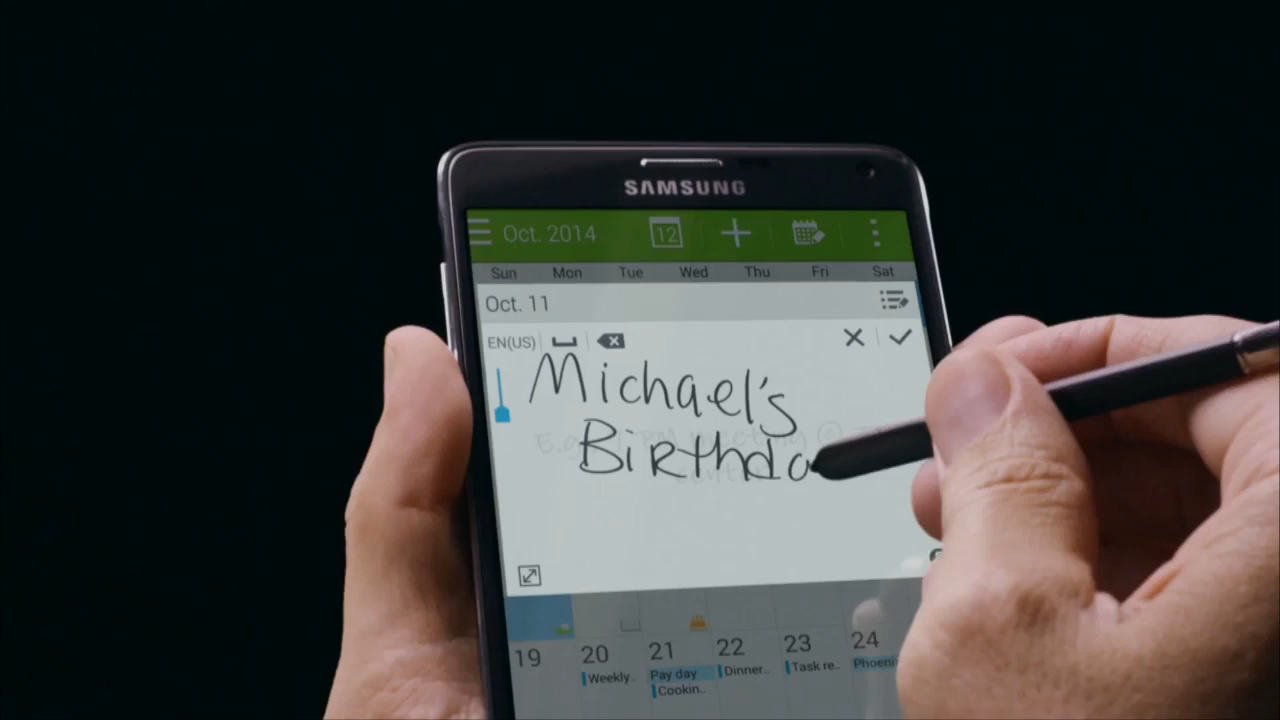 SAMSUNG
Oct. 2014 12
Sun Mon Tue Wed Thu Fri Sat
Oct. 11
EN(US)
Michael's
Birthda
19 20 21 22 23 24
Weekly.. Pay day Dinner.. Task re.. Phoeni
Cookin..